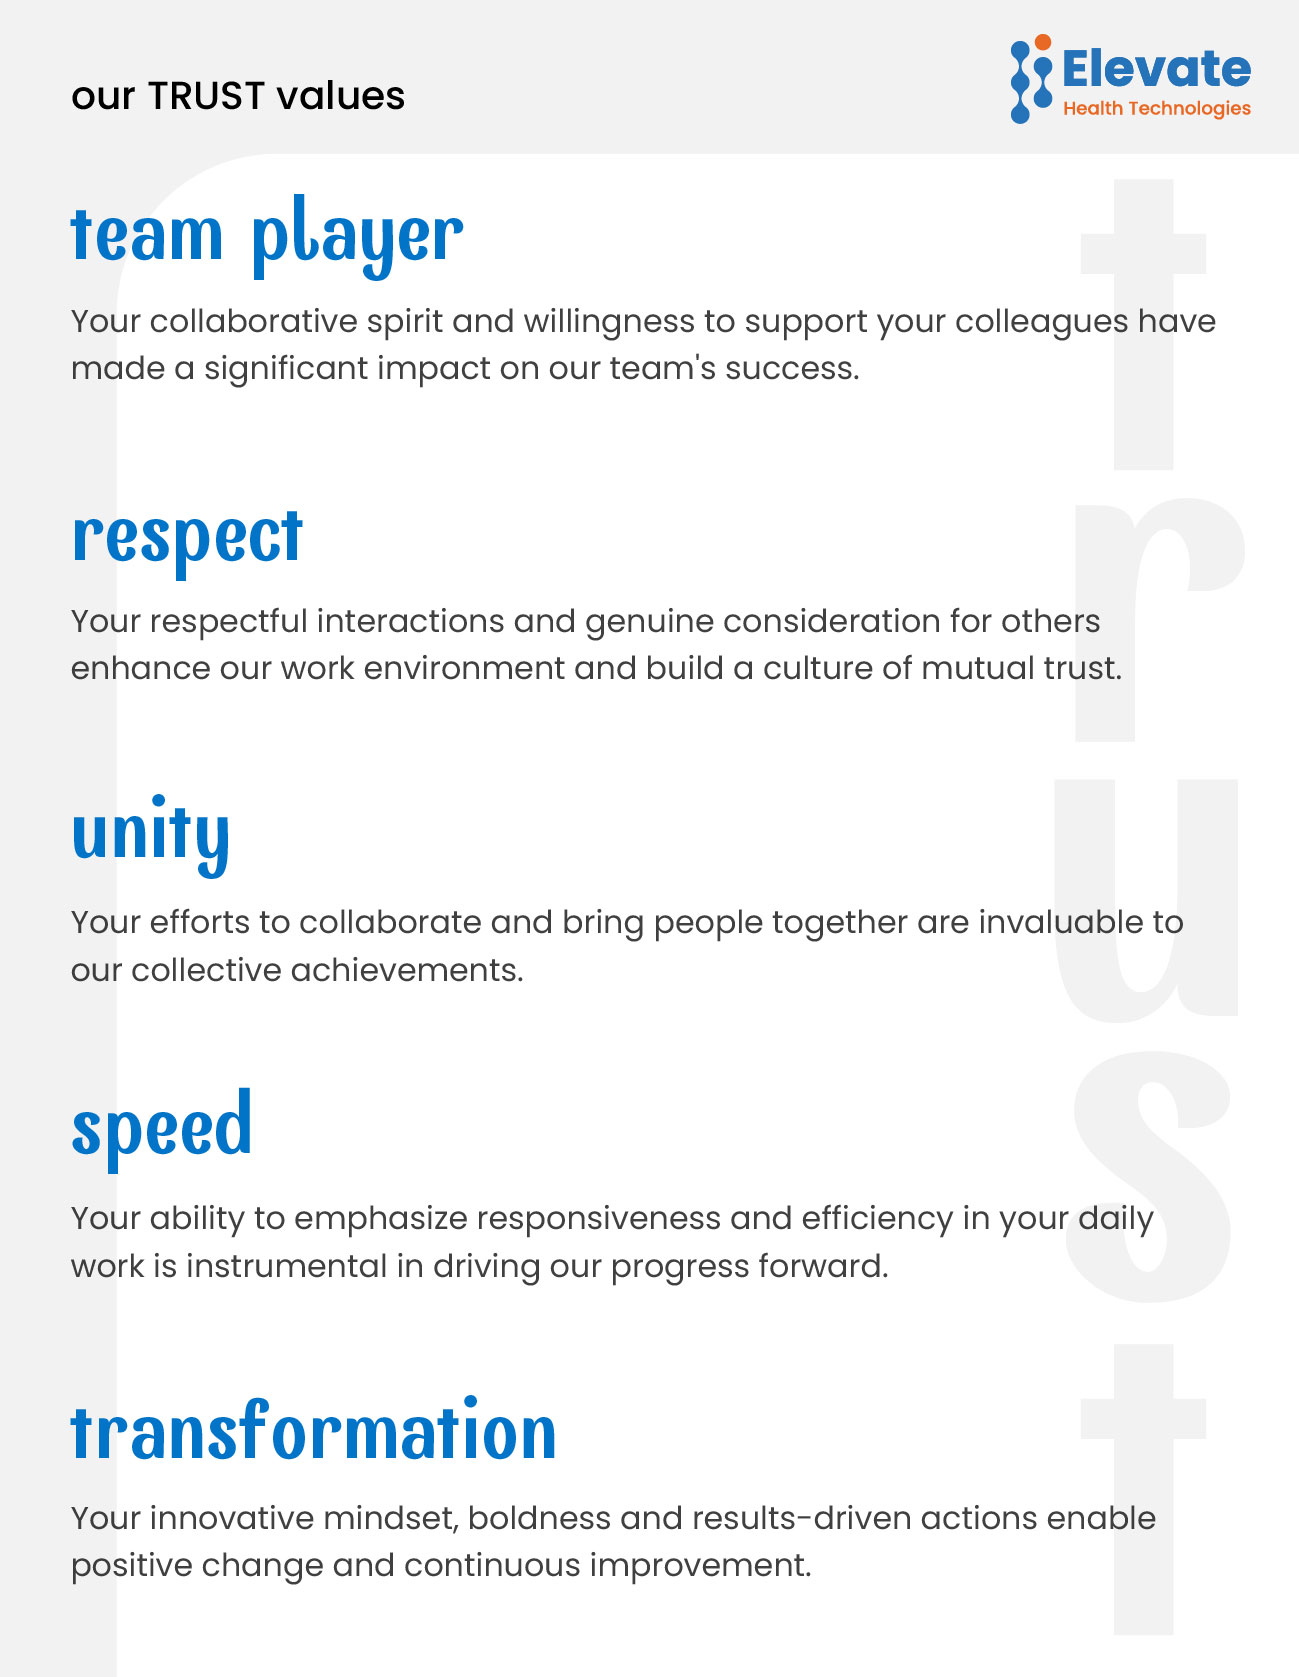 our TRUST values
Elevate
Health Technologies
team player
Your collaborative spirit and willingness to support your colleagues have
made a significant impact on our team's success.
respect
Your respectful interactions and genuine consideration for others
enhance our work environment and build a culture of mutual trust.
unity
Your efforts to collaborate and bring people together are invaluable to
our collective achievements.
speed
Your ability to emphasize responsiveness and efficiency in your daily
work is instrumental in driving our progress forward.
transformation
Your innovative mindset, boldness and results-driven actions enable
positive change and continuous improvement.
t
r
u
s
t